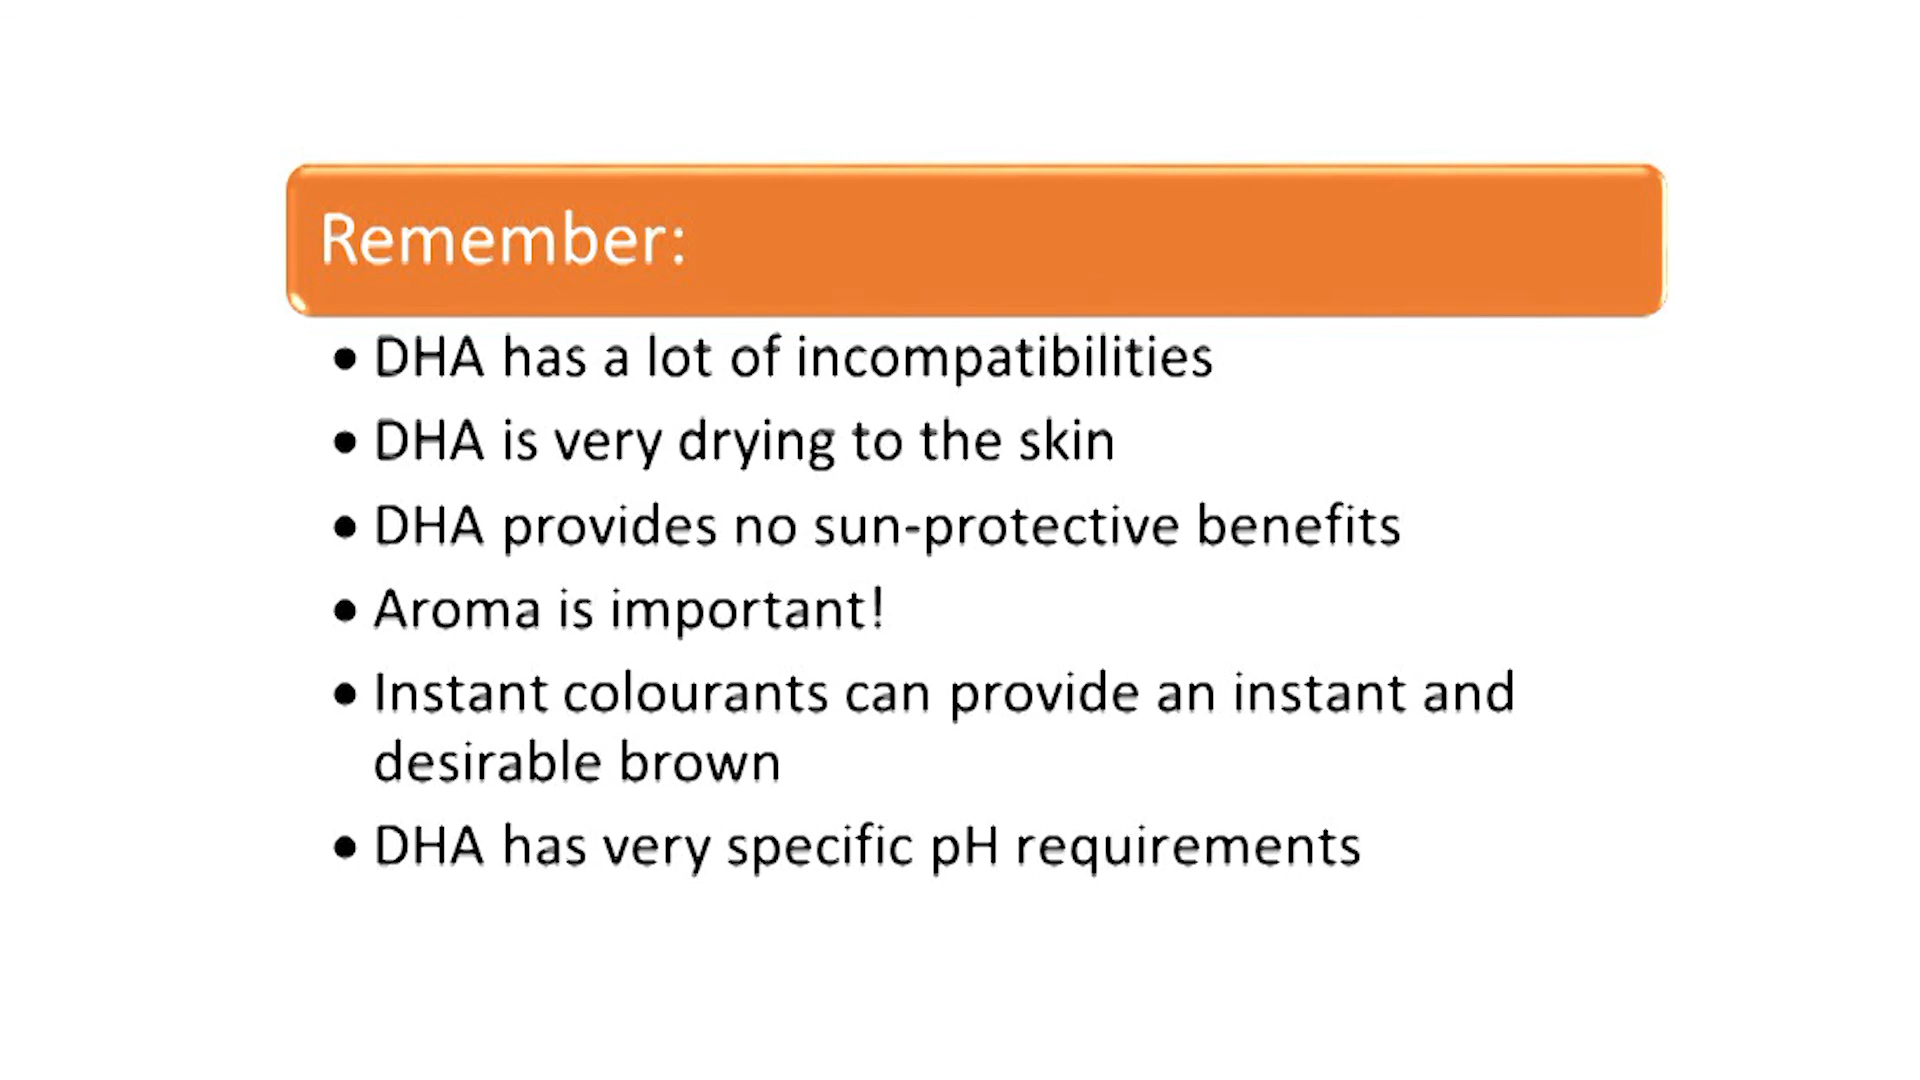 Remember:
• DHA has a lot of incompatibilities
• DHA is very drying to the skin
• DHA provides no sun-protective benefits
• Aroma is important!
• Instant colourants can provide an instant and
desirable brown
• DHA has very specific pH requirements